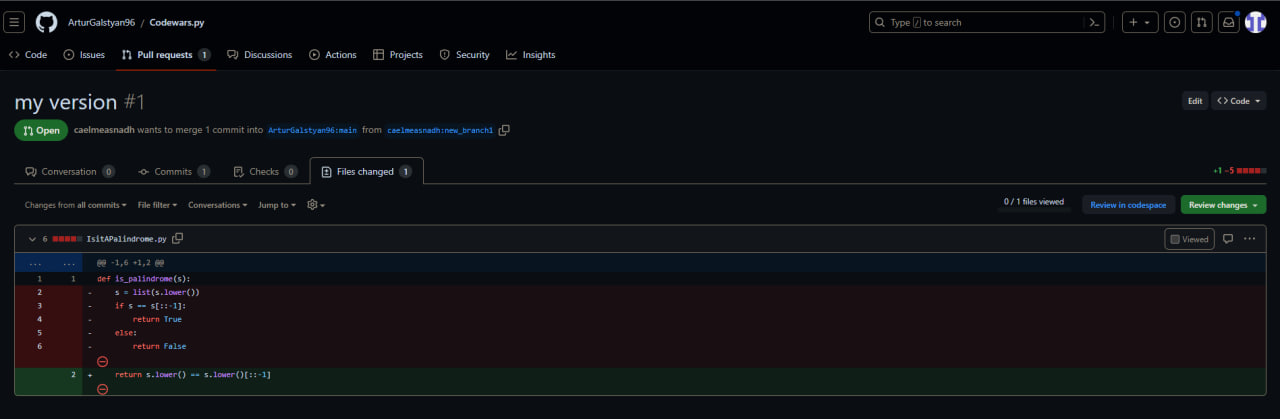 ArturGalstyan96 / Codewars.py
Type / to search
Code Issues Pull requests 1 Discussions Actions Projects Security Insights
my version #1
Edit <> Code
Open caelmeasnadh wants to merge 1 commit into ArturGalstyan96:main from caelmeasnadh:new_branch1
Conversation 0 Commits 1 Checks 0 Files changed 1
+1 −5
Changes from all commits File filter Conversations Jump to
0 / 1 files viewed Review in codespace Review changes
6 IsitAPalindrome.py Viewed
... ... @@ -1,6 +1,2 @@
1 1 def is_palindrome(s):
2 - s = list(s.lower())
3 - if s == s[::-1]:
4 - return True
5 - else:
6 - return False
2 + return s.lower() == s.lower()[::-1]